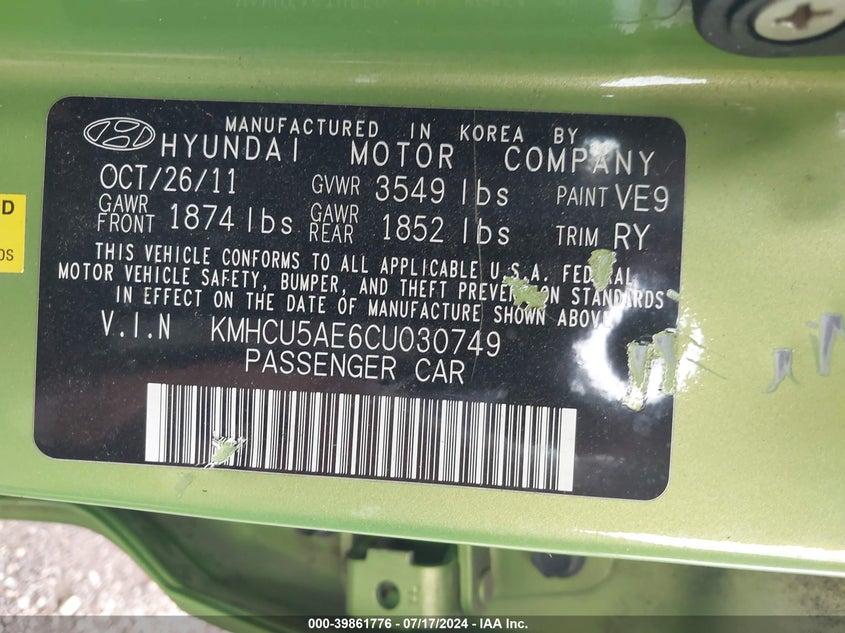 MANUFACTURED IN KOREA BY
HYUNDAI MOTOR COMPANY
OCT/26/11 GVWR 3549 lbs PAINT VE9
GAWR FRONT 1874 lbs GAWR REAR 1852 lbs TRIM RY
THIS VEHICLE CONFORMS TO ALL APPLICABLE U.S.A. FEDERAL
MOTOR VEHICLE SAFETY, BUMPER, AND THEFT PREVENTION STANDARDS
IN EFFECT ON THE DATE OF MANUFACTURE SHOWN ABOVE
V.I.N KMHCU5AE6CU030749
PASSENGER CAR
000-39861776 / 07/17/2024 - IAA Inc.